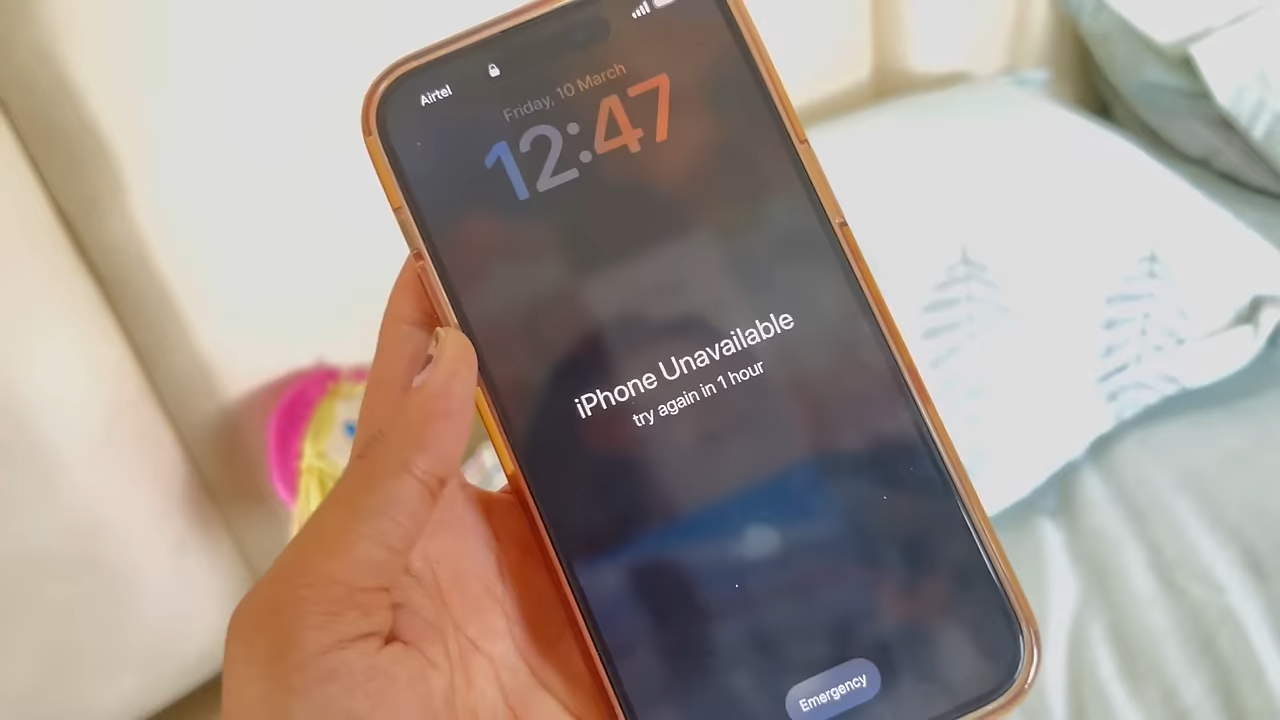 Airtel
Friday, 10 March
12:47
iPhone Unavailable
try again in 1 hour
Emergency